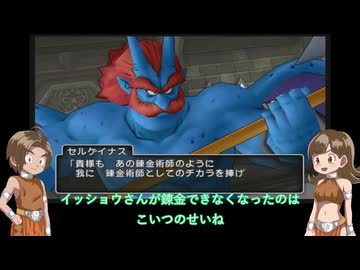 セルケイナス
「貴様も あの錬金術師のように
我に 錬金術師としてのチカラを捧げ
イッショウさんが錬金できなくなったのは
こいつのせいね